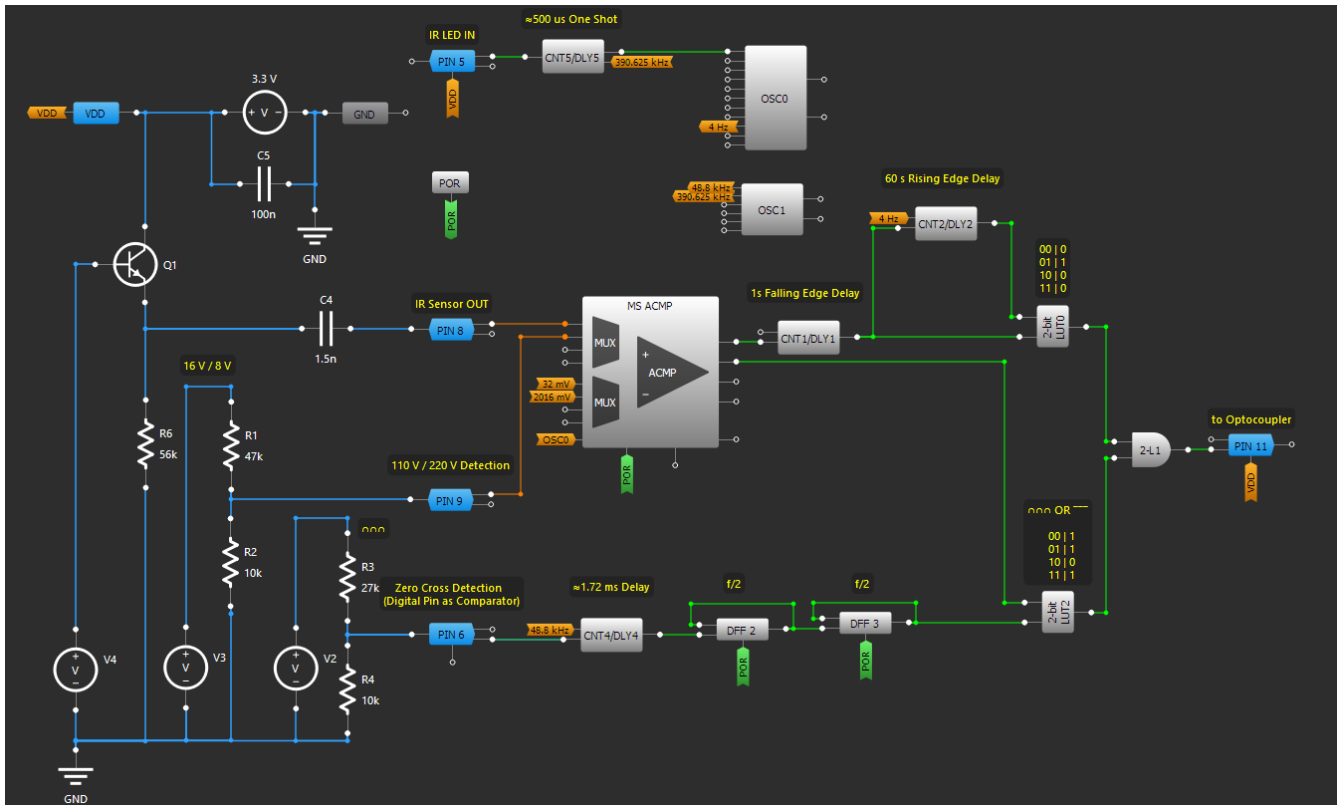 ≈500 us One Shot
IR LED IN
PIN 5
CNT5/DLY5
390.625 kHz
VDD
OSC0
4 Hz
3.3 V
VDD
VDD
+ V −
GND
C5
100n
GND
POR
POR
48.8 kHz
390.625 kHz
OSC1
60 s Rising Edge Delay
4 Hz
CNT2/DLY2
00 | 0
01 | 1
10 | 0
11 | 0
2-bit
LUT0
Q1
C4
1.5n
IR Sensor OUT
PIN 8
MS ACMP
MUX
+
ACMP
−
MUX
32 mV
2016 mV
OSC0
POR
1s Falling Edge Delay
CNT1/DLY1
16 V / 8 V
R6
56k
R1
47k
110 V / 220 V Detection
PIN 9
2-L1
to Optocoupler
PIN 11
VDD
∩∩∩
R2
10k
R3
27k
Zero Cross Detection
(Digital Pin as Comparator)
PIN 6
≈1.72 ms Delay
48.8 kHz
CNT4/DLY4
f/2
DFF 2
POR
f/2
DFF 3
POR
∩∩∩ OR ‾‾‾
00 | 1
01 | 1
10 | 0
11 | 1
2-bit
LUT2
+
V
−
V4
+
V
−
V3
+
V
−
V2
R4
10k
GND